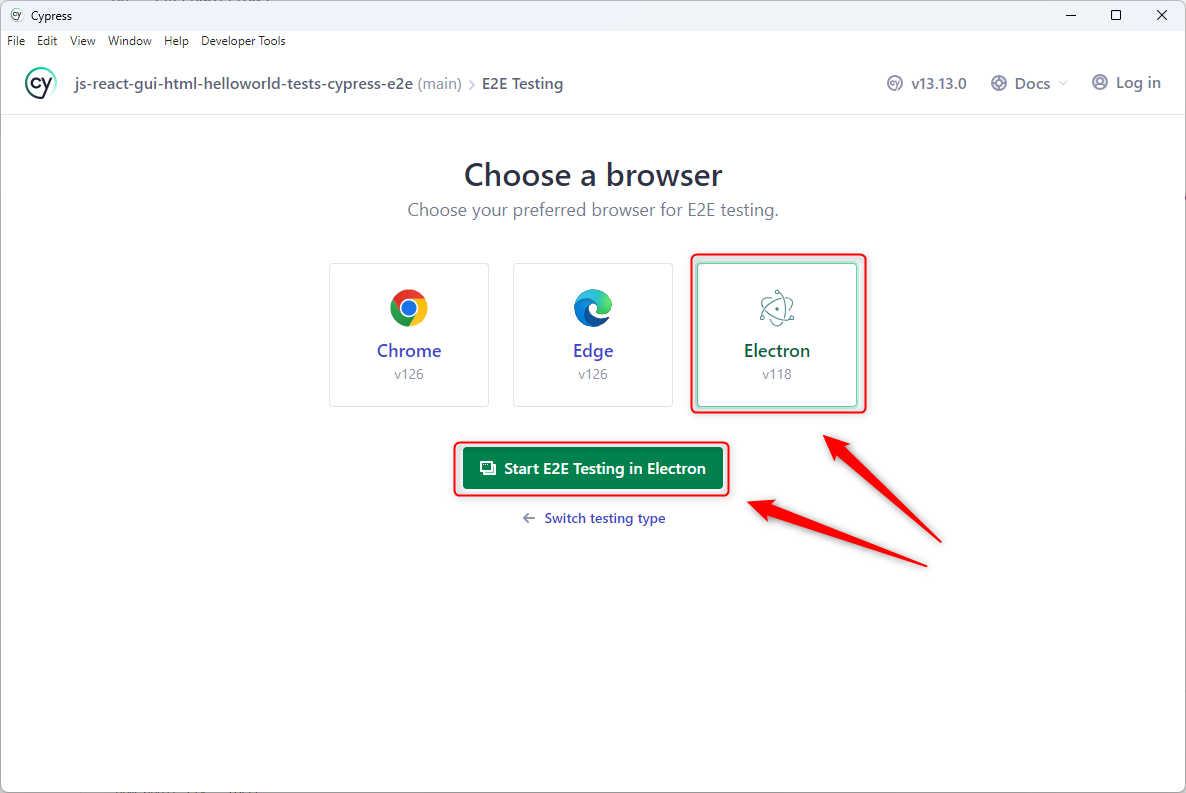 Cypress
File Edit View Window Help Developer Tools
cy js-react-gui-html-helloworld-tests-cypress-e2e (main) > E2E Testing cy v13.13.0 Docs Log in
Choose a browser
Choose your preferred browser for E2E testing.
Chrome Edge Electron
v126 v126 v118
Start E2E Testing in Electron
← Switch testing type